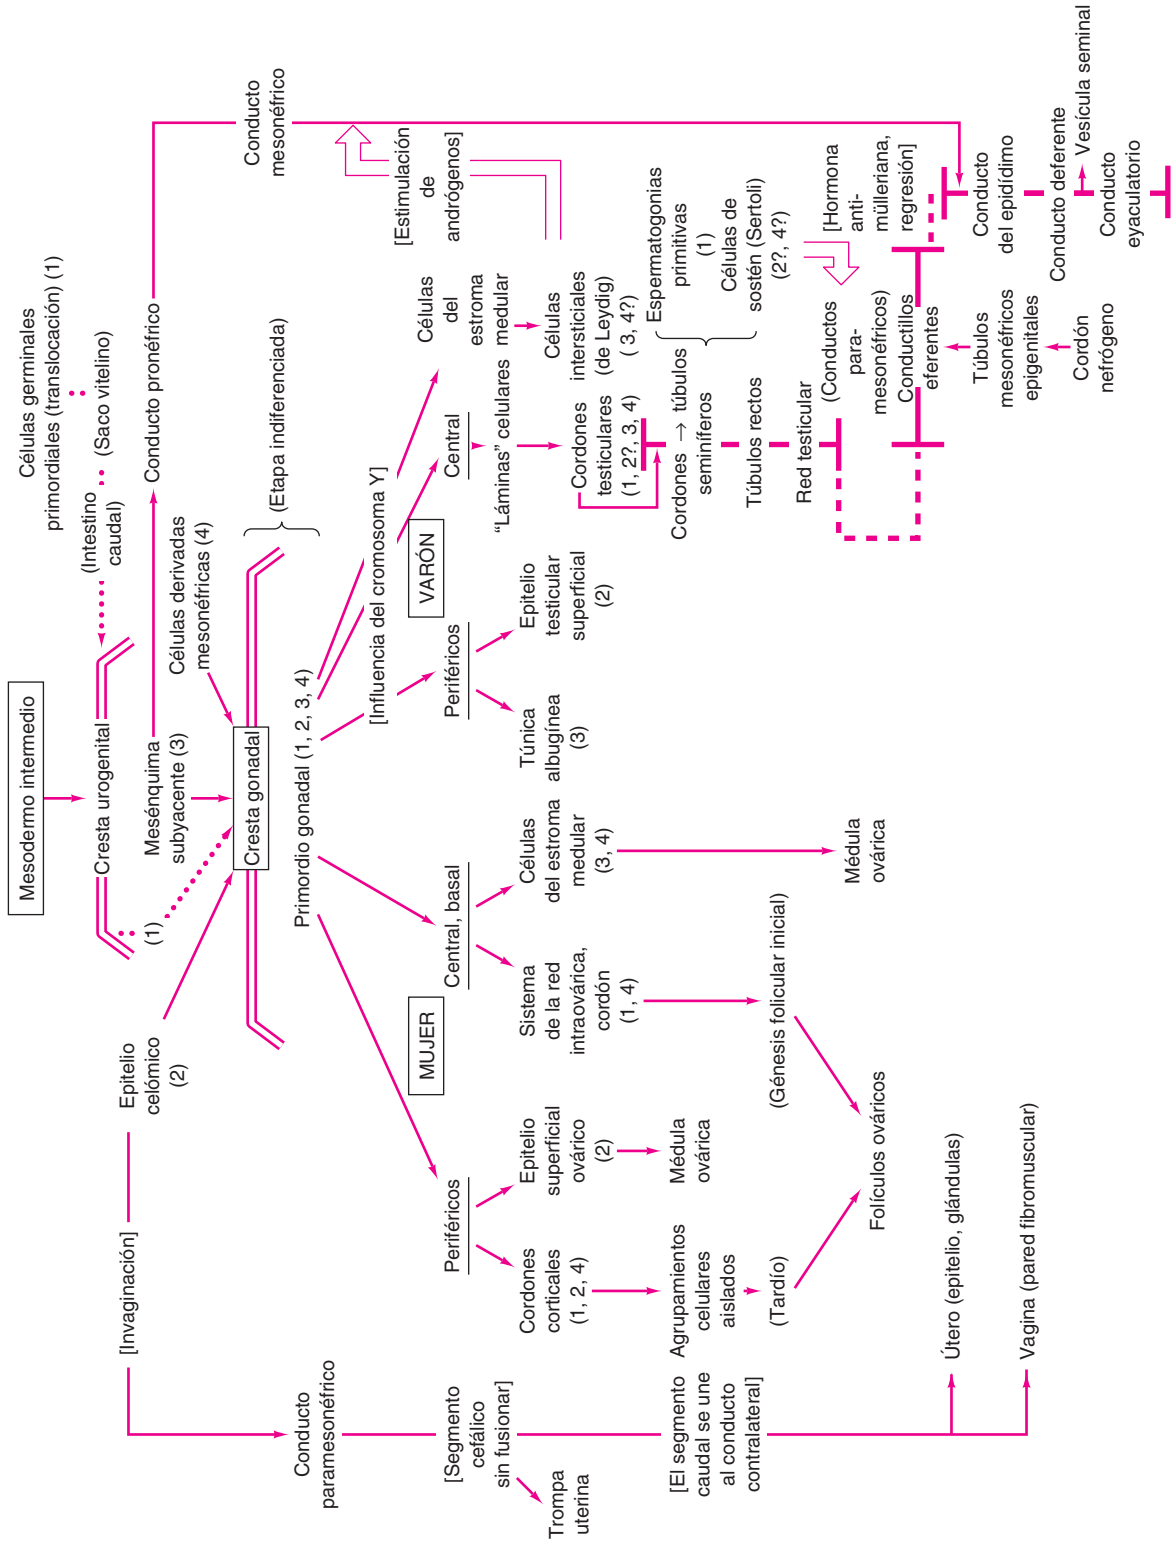 Mesodermo intermedio
Cresta urogenital
Células germinales
primordiales (translocación) (1)
(Intestino
caudal)
(Saco vitelino)
(1)
Epitelio
celómico
(2)
[Invaginación]
Mesénquima
subyacente (3)
Conducto pronéfrico
Células derivadas
mesonéfricas (4)
Cresta gonadal
(Etapa indiferenciada)
Conducto
mesonéfrico
Conducto
paramesonéfrico
Primordio gonadal (1, 2, 3, 4)
[Influencia del cromosoma Y]
[Estimulación
de
andrógenos]
MUJER
VARÓN
[Segmento
cefálico
sin fusionar]
Trompa
uterina
Periféricos
Central, basal
Periféricos
Central
Células
del
estroma
medular
Cordones
corticales
(1, 2, 4)
Epitelio
superficial
ovárico
(2)
Sistema
de la red
intraovárica,
cordón
(1, 4)
Células
del estroma
medular
(3, 4)
Túnica
albugínea
(3)
Epitelio
testicular
superficial
(2)
“Láminas” celulares
Células
intersticiales
(de Leydig)
( 3, 4?)
Cordones
testiculares
(1, 2?, 3, 4)
[El segmento
caudal se une
al conducto
contralateral]
Agrupamientos
celulares
aislados
Médula
ovárica
Cordones → túbulos
seminíferos
Espermatogonias
primitivas
(1)
Células de
sostén (Sertoli)
(2?, 4?)
(Tardío)
(Génesis folicular inicial)
Médula
ovárica
Túbulos rectos
Red testicular
[Hormona
anti-
mülleriana,
regresión]
(Conductos
para-
mesonéfricos)
Folículos ováricos
Conductillos
eferentes
Túbulos
mesonéfricos
epigenitales
Cordón
nefrógeno
Útero (epitelio, glándulas)
Vagina (pared fibromuscular)
Conducto
del epidídimo
Conducto deferente
Vesícula seminal
Conducto
eyaculatorio